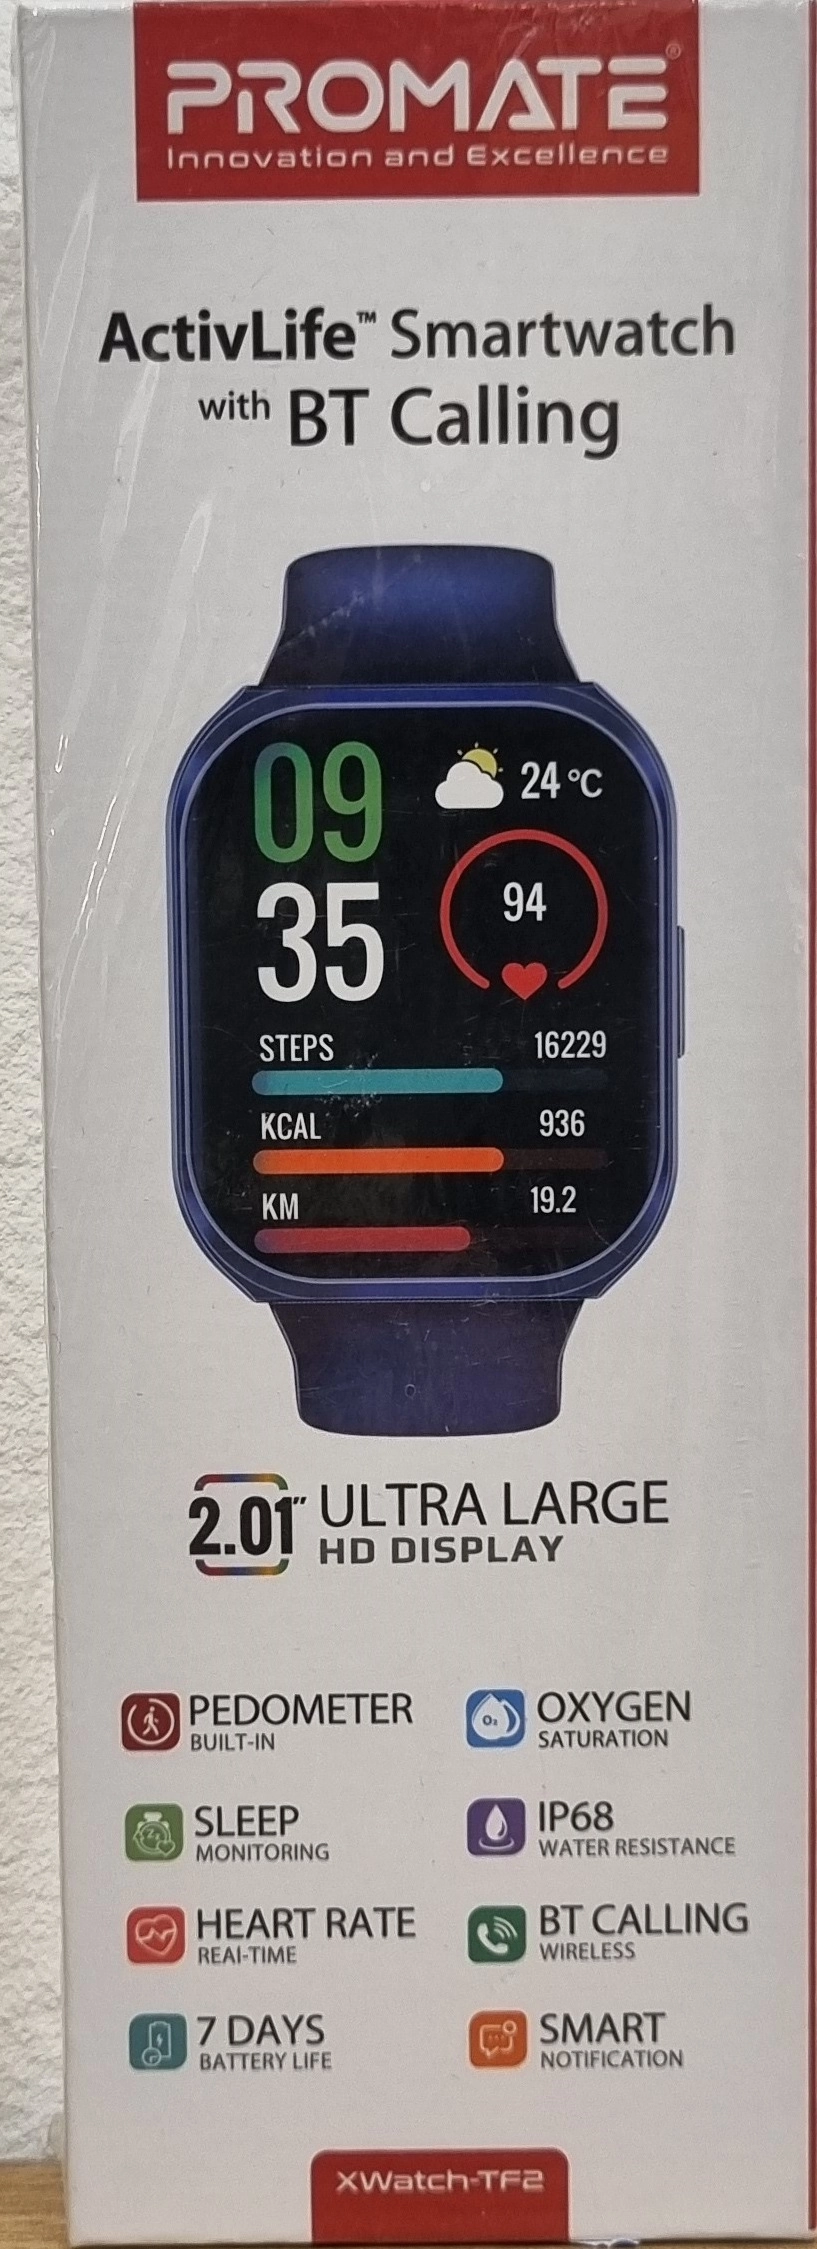 PROMATE®
Innovation and Excellence
ActivLife™ Smartwatch
with BT Calling
09
24 °C
35
94
STEPS 16229
KCAL 936
KM 19.2
2.01″ ULTRA LARGE
HD DISPLAY
PEDOMETER
BUILT-IN
OXYGEN
SATURATION
O₂
SLEEP
MONITORING
IP68
WATER RESISTANCE
HEART RATE
REAl-TIME
BT CALLING
WIRELESS
7 DAYS
BATTERY LIFE
SMART
NOTIFICATION
XWatch-TF2